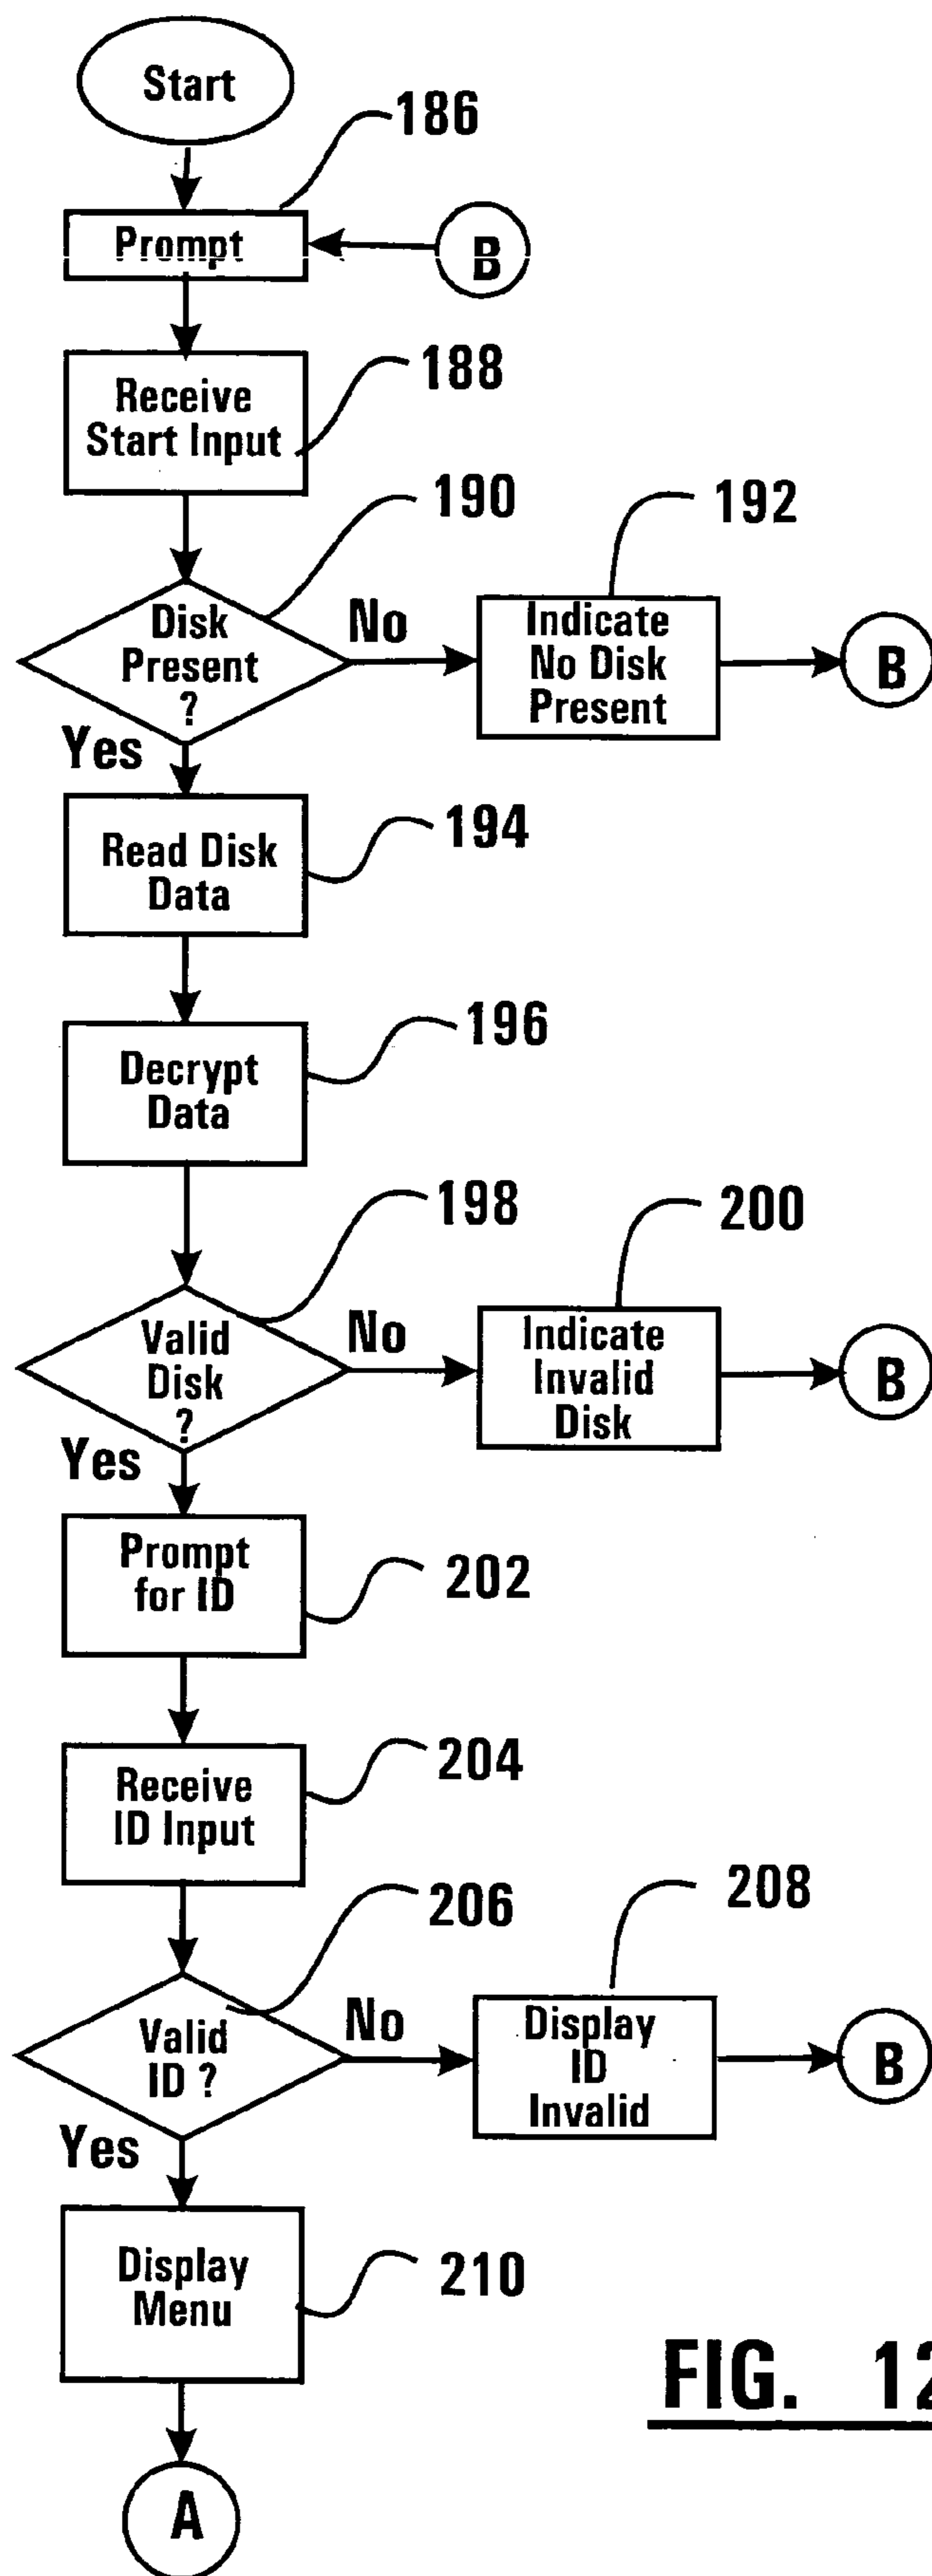 Start
186
Prompt
B
188
Receive
Start Input
190
192
Disk
Present
?
No
Indicate
No Disk
Present
B
Yes
194
Read Disk
Data
196
Decrypt
Data
198
200
Valid
Disk
?
No
Indicate
Invalid
Disk
B
Yes
Prompt
for ID
202
204
Receive
ID Input
206
208
Valid
ID ?
No
Display
ID
Invalid
B
Yes
Display
Menu
210
FIG. 12
A